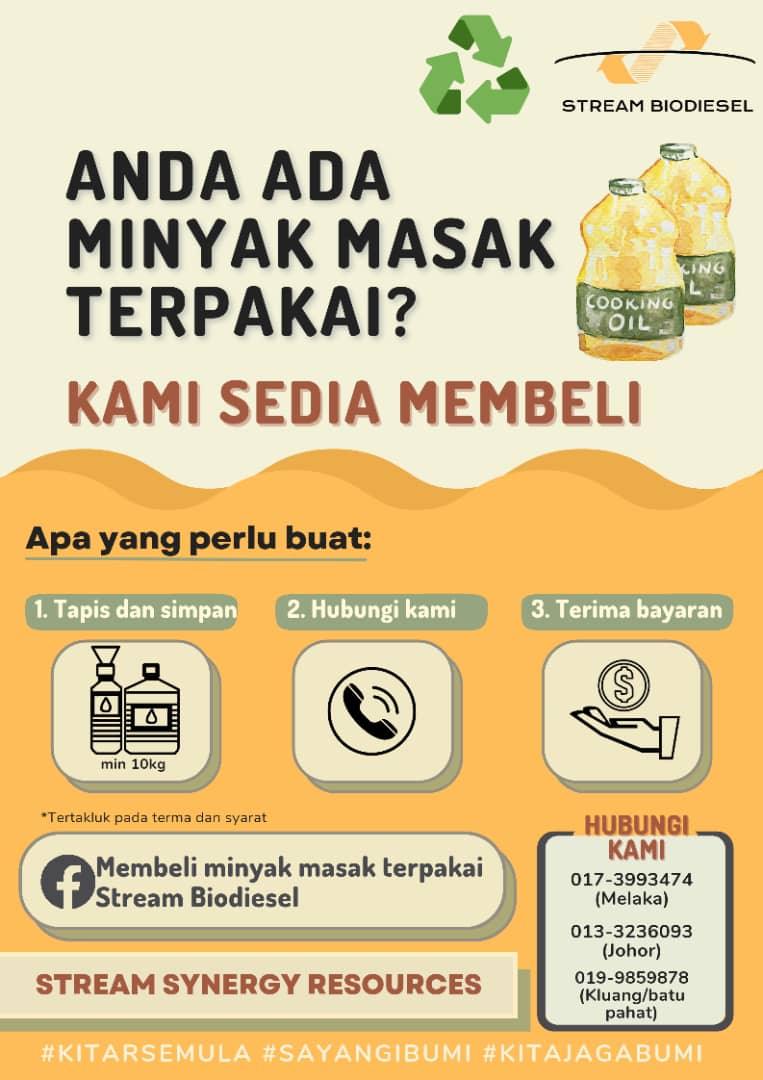 STREAM BIODIESEL
ANDA ADA
MINYAK MASAK
TERPAKAI?
COOKING
OIL
KING
L
KAMI SEDIA MEMBELI
Apa yang perlu buat:
1. Tapis dan simpan
2. Hubungi kami
3. Terima bayaran
$
min 10kg
*Tertakluk pada terma dan syarat
Membeli minyak masak terpakai
Stream Biodiesel
HUBUNGI
KAMI
017-3993474
(Melaka)
013-3236093
(Johor)
019-9859878
(Kluang/batu
pahat)
STREAM SYNERGY RESOURCES
#KITARSEMULA #SAYANGIBUMI #KITAJAGABUMI